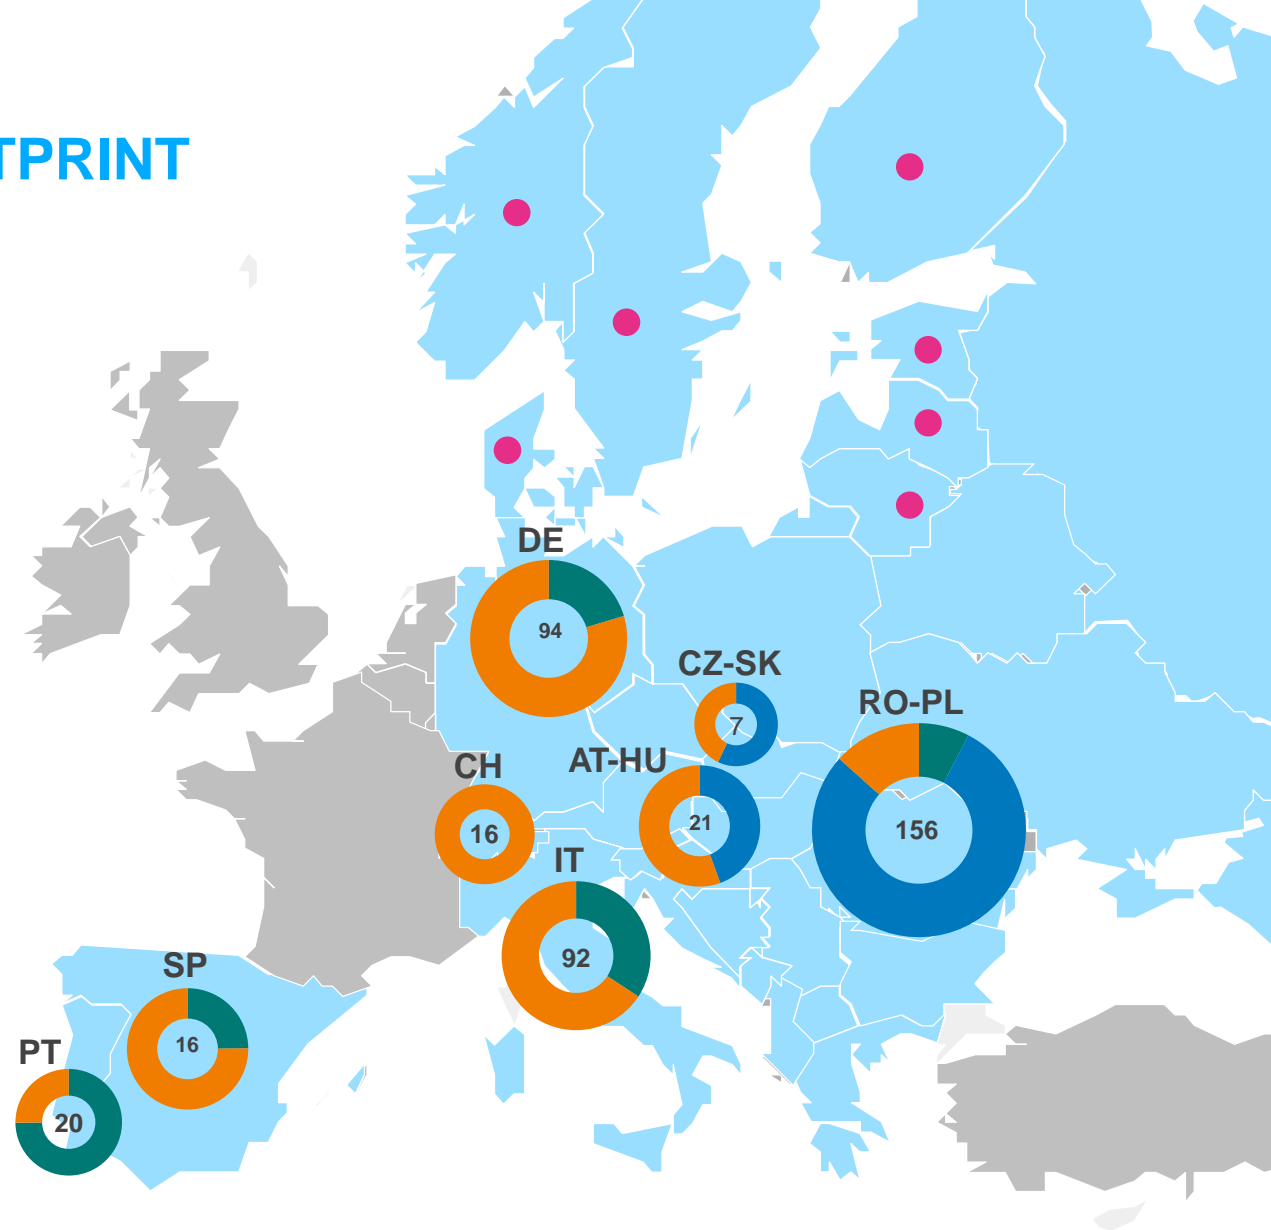 TPRINT
DE
94
CZ-SK
7
RO-PL
156
AT-HU
21
CH
16
IT
92
SP
16
PT
20